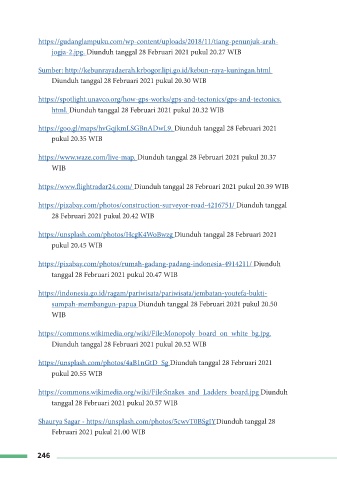 https://gudanglampuku.com/wp-content/uploads/2018/11/tiang-penunjuk-arah-
jogja-2.jpg. Diunduh tanggal 28 Februari 2021 pukul 20.27 WIB
Sumber: http://kebunrayadaerah.krbogor.lipi.go.id/kebun-raya-kuningan.html
Diunduh tanggal 28 Februari 2021 pukul 20.30 WIB
https://spotlight.unavco.org/how-gps-works/gps-and-tectonics/gps-and-tectonics.
html. Diunduh tanggal 28 Februari 2021 pukul 20.32 WIB
https://goo.gl/maps/hvGqjkmLSGBnADwL9. Diunduh tanggal 28 Februari 2021
pukul 20.35 WIB
https://www.waze.com/live-map. Diunduh tanggal 28 Februari 2021 pukul 20.37
WIB
https://www.flightradar24.com/ Diunduh tanggal 28 Februari 2021 pukul 20.39 WIB
https://pixabay.com/photos/construction-surveyor-road-4216751/ Diunduh tanggal
28 Februari 2021 pukul 20.42 WIB
https://unsplash.com/photos/HcgK4WoBwzg Diunduh tanggal 28 Februari 2021
pukul 20.45 WIB
https://pixabay.com/photos/rumah-gadang-padang-indonesia-4914211/ Diunduh
tanggal 28 Februari 2021 pukul 20.47 WIB
https://indonesia.go.id/ragam/pariwisata/pariwisata/jembatan-youtefa-bukti-
sumpah-membangun-papua Diunduh tanggal 28 Februari 2021 pukul 20.50
WIB
https://commons.wikimedia.org/wiki/File:Monopoly_board_on_white_bg.jpg.
Diunduh tanggal 28 Februari 2021 pukul 20.52 WIB
https://unsplash.com/photos/4aB1nGtD_Sg Diunduh tanggal 28 Februari 2021
pukul 20.55 WIB
https://commons.wikimedia.org/wiki/File:Snakes_and_Ladders_board.jpg Diunduh
tanggal 28 Februari 2021 pukul 20.57 WIB
Shaurya Sagar - https://unsplash.com/photos/5cwvT0BSgIY Diunduh tanggal 28
Februari 2021 pukul 21.00 WIB
246